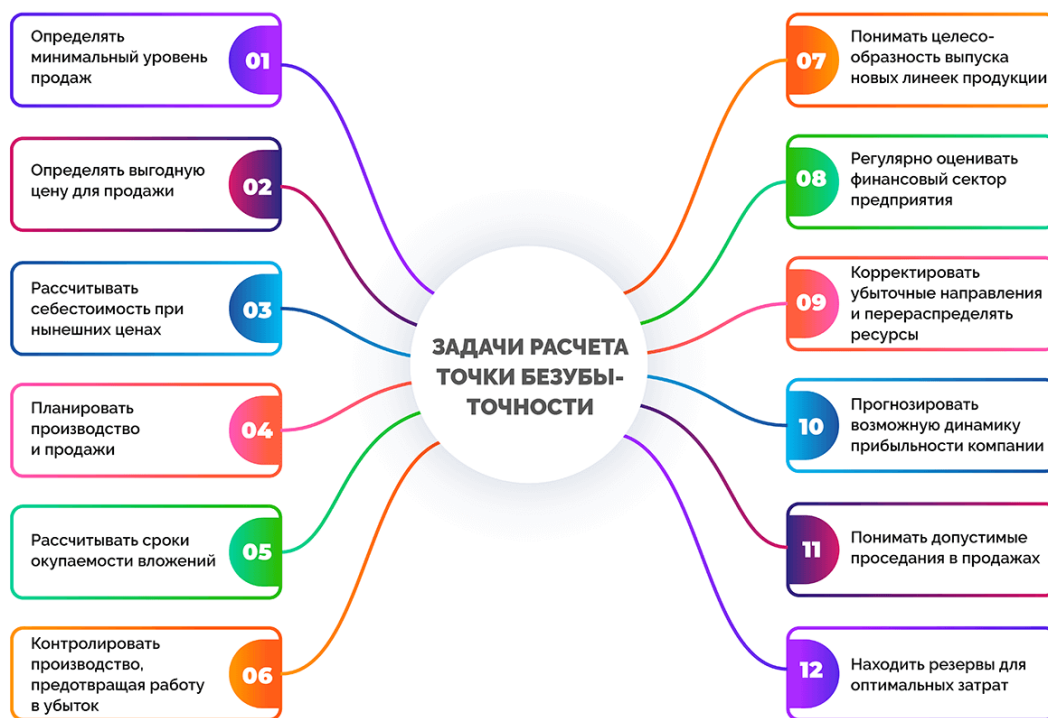 ЗАДАЧИ РАСЧЕТА
ТОЧКИ БЕЗУБЫ-
ТОЧНОСТИ
Определять
минимальный уровень
продаж
01
Определять выгодную
цену для продажи
02
Рассчитывать
себестоимость при
нынешних ценах
03
Планировать
производство
и продажи
04
Рассчитывать сроки
окупаемости вложений
05
Контролировать
производство,
предотвращая работу
в убыток
06
07
Понимать целесо-
образность выпуска
новых линеек продукции
08
Регулярно оценивать
финансовый сектор
предприятия
09
Корректировать
убыточные направления
и перераспределять
ресурсы
10
Прогнозировать
возможную динамику
прибыльности компании
11
Понимать допустимые
проседания в продажах
12
Находить резервы для
оптимальных затрат